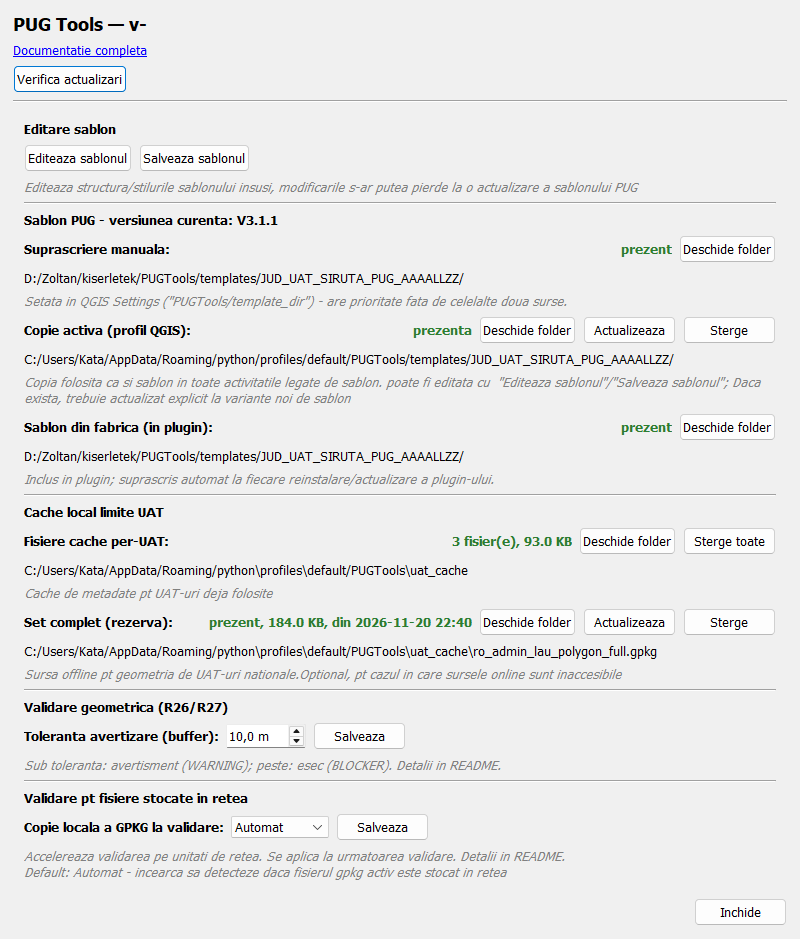 PUG Tools — v-
Documentatie completa
Verifica actualizari
Editare sablon
Editeaza sablonul Salveaza sablonul
Editeaza structura/stilurile sablonului insusi, modificarile s-ar putea pierde la o actualizare a sablonului PUG
Sablon PUG - versiunea curenta: V3.1.1
Suprascriere manuala: prezent Deschide folder
D:/Zoltan/kiserletek/PUGTools/templates/JUD_UAT_SIRUTA_PUG_AAAALLZZ/
Setata in QGIS Settings ("PUGTools/template_dir") - are prioritate fata de celelalte doua surse.
Copie activa (profil QGIS): prezenta Deschide folder Actualizeaza Sterge
C:/Users/Kata/AppData/Roaming/python/profiles/default/PUGTools/templates/JUD_UAT_SIRUTA_PUG_AAAALLZZ/
Copia folosita ca si sablon in toate activitatile legate de sablon. poate fi editata cu  "Editeaza sablonul"/"Salveaza sablonul"; Daca
exista, trebuie actualizat explicit la variante noi de sablon
Sablon din fabrica (in plugin): prezent Deschide folder
D:/Zoltan/kiserletek/PUGTools/templates/JUD_UAT_SIRUTA_PUG_AAAALLZZ/
Inclus in plugin; suprascris automat la fiecare reinstalare/actualizare a plugin-ului.
Cache local limite UAT
Fisiere cache per-UAT: 3 fisier(e), 93.0 KB Deschide folder Sterge toate
C:/Users/Kata/AppData/Roaming/python\profiles\default/PUGTools\uat_cache
Cache de metadate pt UAT-uri deja folosite
Set complet (rezerva): prezent, 184.0 KB, din 2026-11-20 22:40 Deschide folder Actualizeaza Sterge
C:/Users/Kata/AppData/Roaming/python\profiles\default/PUGTools\uat_cache\ro_admin_lau_polygon_full.gpkg
Sursa offline pt geometria de UAT-uri nationale.Optional, pt cazul in care sursele online sunt inaccesibile
Validare geometrica (R26/R27)
Toleranta avertizare (buffer): 10,0 m Salveaza
Sub toleranta: avertisment (WARNING); peste: esec (BLOCKER). Detalii in README.
Validare pt fisiere stocate in retea
Copie locala a GPKG la validare: Automat Salveaza
Accelereaza validarea pe unitati de retea. Se aplica la urmatoarea validare. Detalii in README.
Default: Automat - incearca sa detecteze daca fisierul gpkg activ este stocat in retea
Inchide